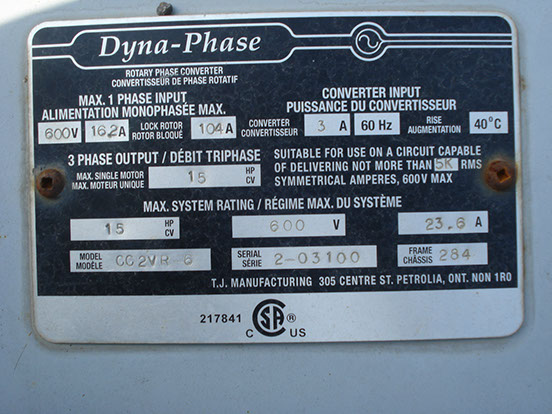 Dyna-Phase
ROTARY PHASE CONVERTER
CONVERTISSEUR DE PHASE ROTATIF
MAX. 1 PHASE INPUT
ALIMENTATION MONOPHASÉE MAX.
600V 16.2A LOCK ROTOR ROTOR BLOQUE 104A
CONVERTER INPUT
PUISSANCE DU CONVERTISSEUR
CONVERTER CONVERTISSEUR 3 A 60 Hz RISE AUGMENTATION 40°C
3 PHASE OUTPUT / DÉBIT TRIPHASE
MAX. SINGLE MOTOR
MAX. MOTEUR UNIQUE 15 HP CV
SUITABLE FOR USE ON A CIRCUIT CAPABLE
OF DELIVERING NOT MORE THAN 5K RMS
SYMMETRICAL AMPERES, 600V MAX
MAX. SYSTEM RATING / RÉGIME MAX. DU SYSTÈME
15 HP CV 600 V 23.6 A
MODEL MODÈLE CG2VR-6 SERIAL SÉRIE 2-03100 FRAME CHÂSSIS 284
T.J. MANUFACTURING 305 CENTRE ST. PETROLIA, ONT. NON 1R0
217841 CSA ®
C US